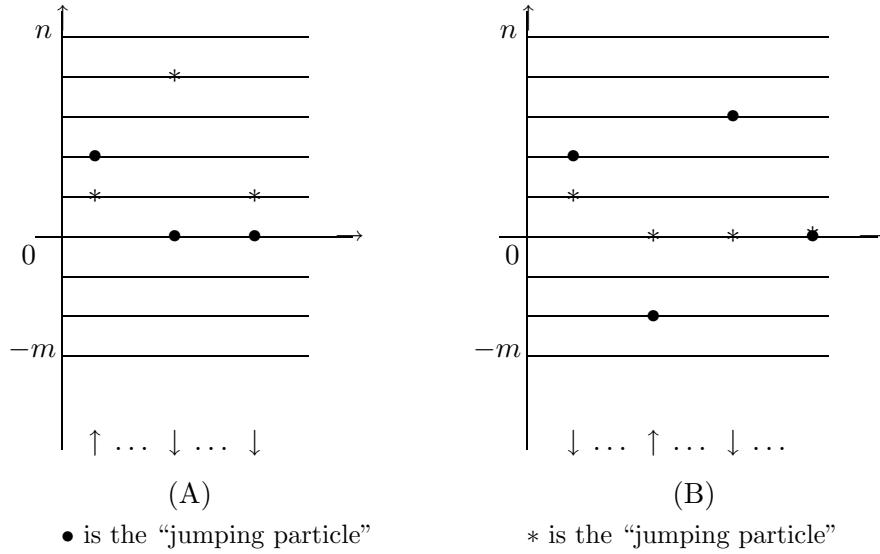 n n
0 0
−m −m
↑ … ↓ … ↓ ↓ … ↑ … ↓ …
(A) (B)
• is the “jumping particle” ∗ is the “jumping particle”